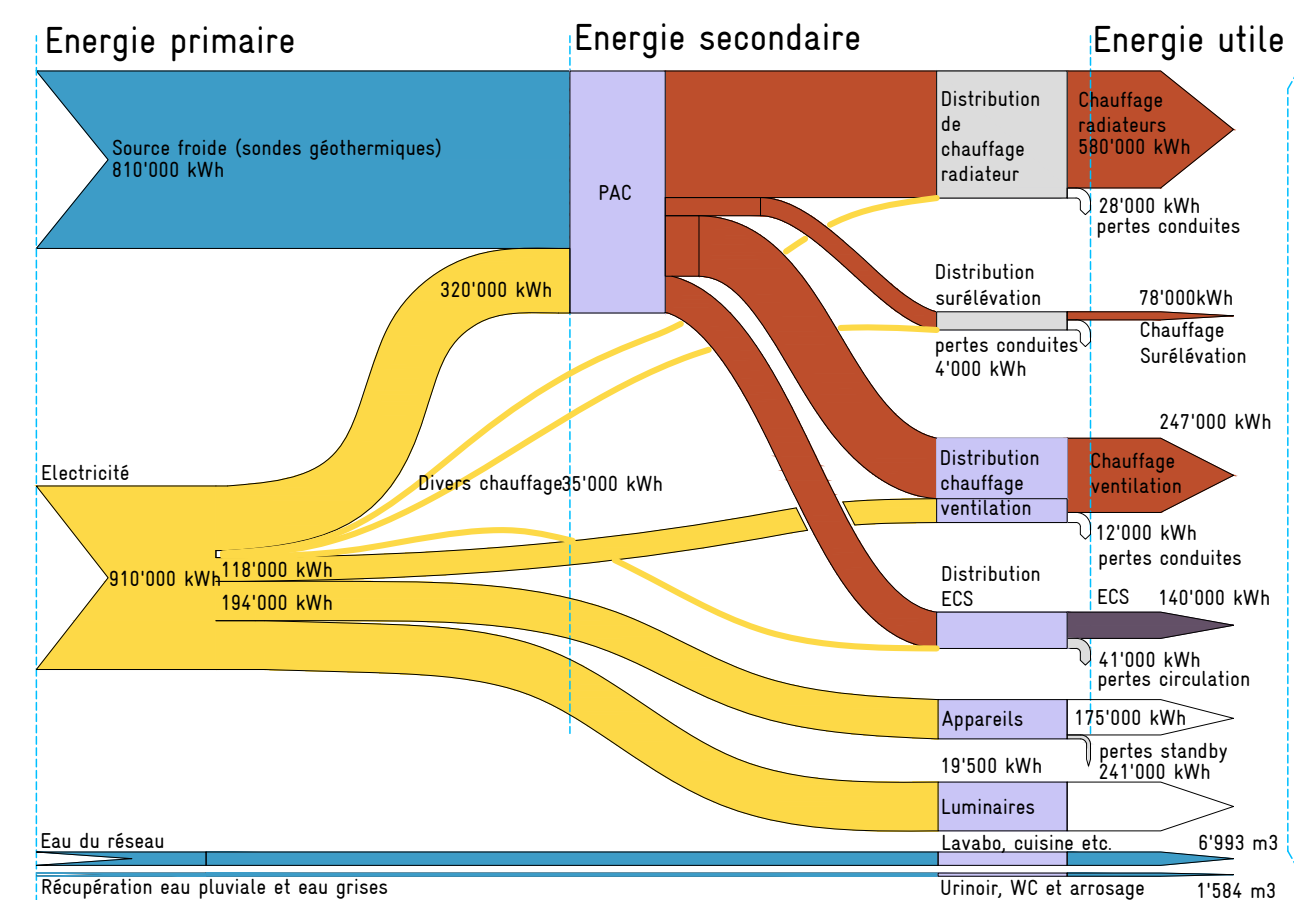 Energie primaire
Energie secondaire
Energie utile
Source froide (sondes géothermiques)
810'000 kWh
PAC
Distribution
de
chauffage
radiateur
Chauffage
radiateurs
580'000 kWh
28'000 kWh
pertes conduites
320'000 kWh
Distribution
surélévation
78'000kWh
Chauffage
Surélévation
pertes conduites
4'000 kWh
247'000 kWh
Electricité
Divers chauffage35'000 kWh
Distribution
chauffage
ventilation
Chauffage
ventilation
12'000 kWh
pertes conduites
910'000 kWh
118'000 kWh
194'000 kWh
Distribution
ECS
ECS 140'000 kWh
41'000 kWh
pertes circulation
Appareils
175'000 kWh
pertes standby
241'000 kWh
19'500 kWh
Luminaires
Eau du réseau
Lavabo, cuisine etc.
6'993 m3
Récupération eau pluviale et eau grises
Urinoir, WC et arrosage
1'584 m3